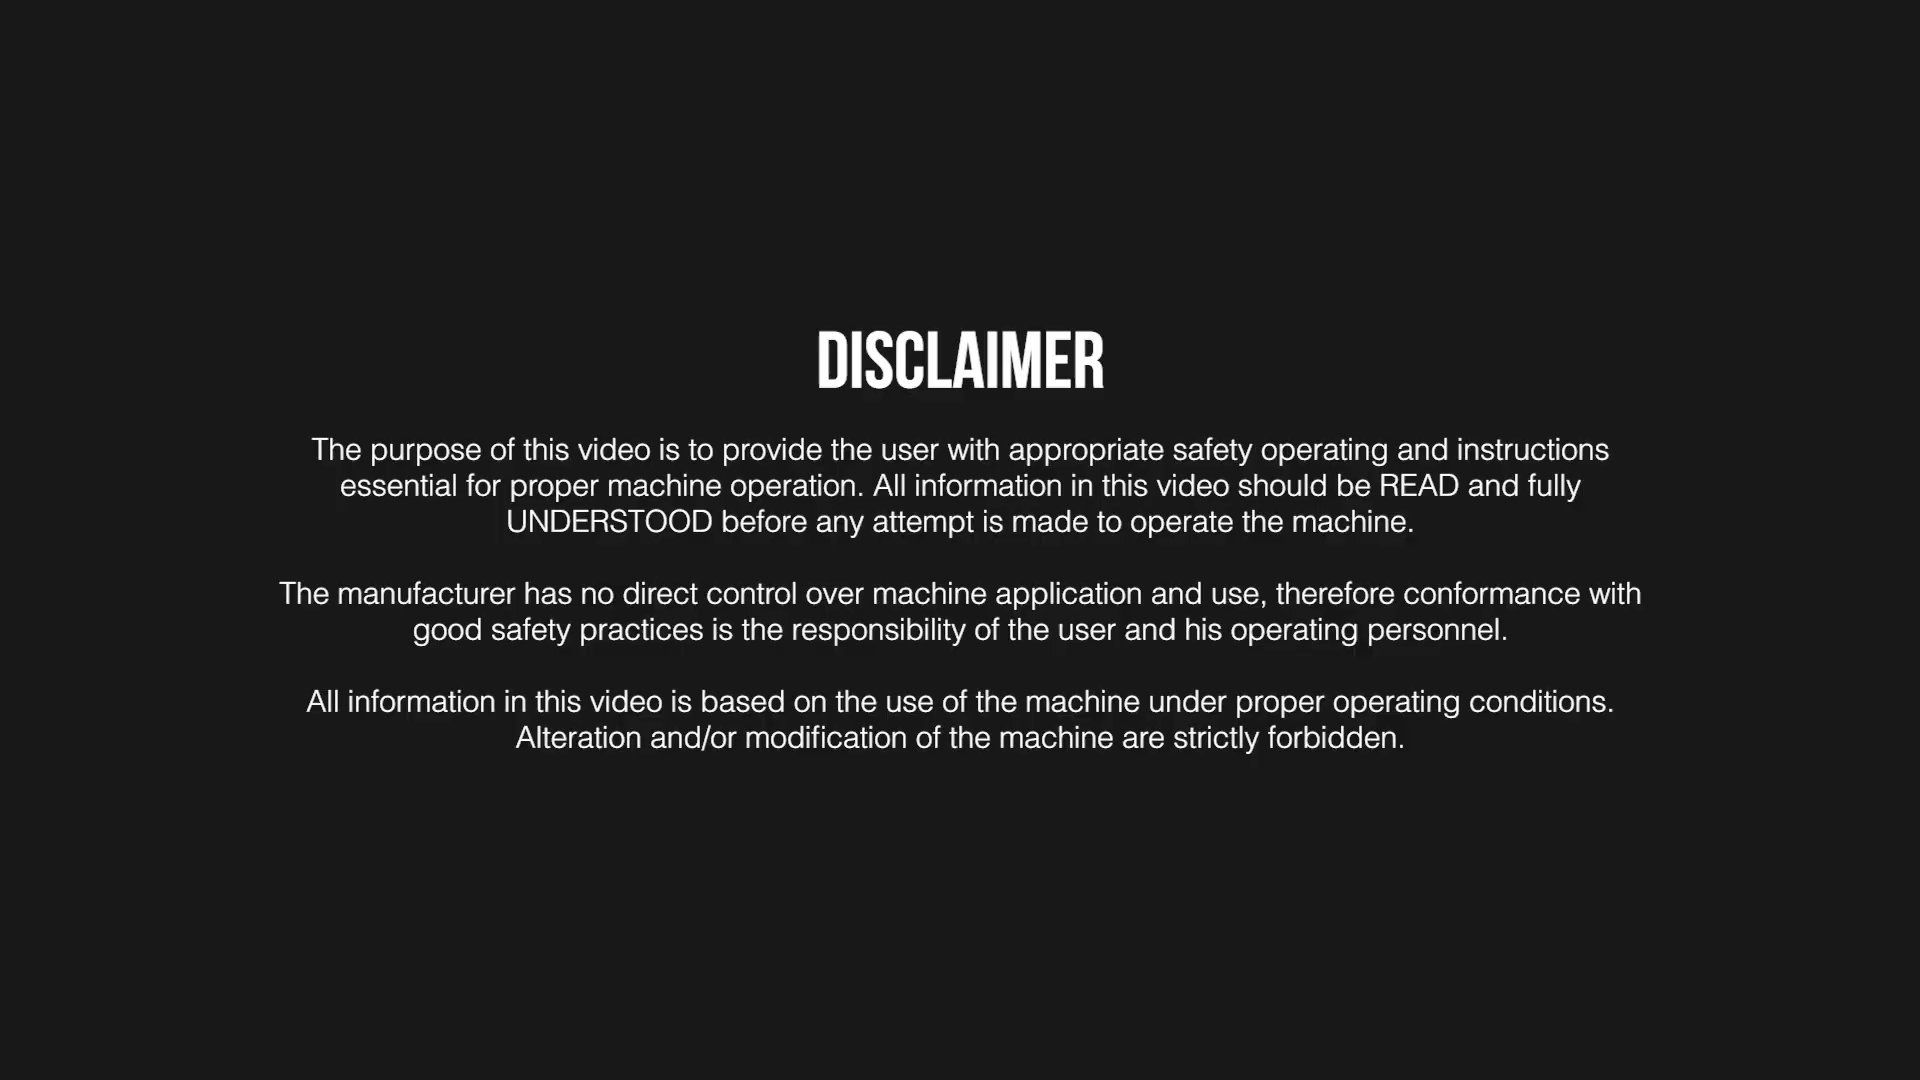 DISCLAIMER
The purpose of this video is to provide the user with appropriate safety operating and instructions
essential for proper machine operation. All information in this video should be READ and fully
UNDERSTOOD before any attempt is made to operate the machine.
The manufacturer has no direct control over machine application and use, therefore conformance with
good safety practices is the responsibility of the user and his operating personnel.
All information in this video is based on the use of the machine under proper operating conditions.
Alteration and/or modification of the machine are strictly forbidden.